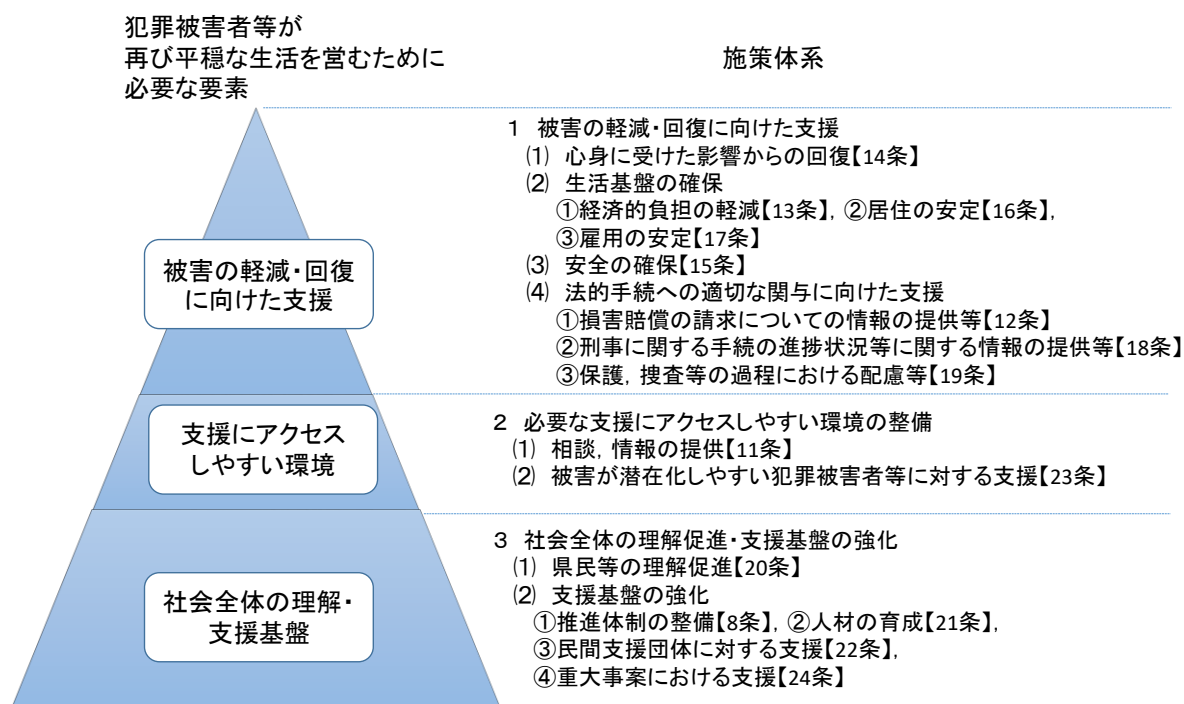 犯罪被害者等が
再び平穏な生活を営むために
必要な要素
施策体系
被害の軽減・回復
に向けた支援
支援にアクセス
しやすい環境
社会全体の理解・
支援基盤
1 被害の軽減・回復に向けた支援
⑴ 心身に受けた影響からの回復【14条】
⑵ 生活基盤の確保
①経済的負担の軽減【13条】，②居住の安定【16条】，
③雇用の安定【17条】
⑶ 安全の確保【15条】
⑷ 法的手続への適切な関与に向けた支援
①損害賠償の請求についての情報の提供等【12条】
②刑事に関する手続の進捗状況等に関する情報の提供等【18条】
③保護，捜査等の過程における配慮等【19条】
2 必要な支援にアクセスしやすい環境の整備
⑴ 相談，情報の提供【11条】
⑵ 被害が潜在化しやすい犯罪被害者等に対する支援【23条】
3 社会全体の理解促進・支援基盤の強化
⑴ 県民等の理解促進【20条】
⑵ 支援基盤の強化
①推進体制の整備【8条】，②人材の育成【21条】，
③民間支援団体に対する支援【22条】，
④重大事案における支援【24条】